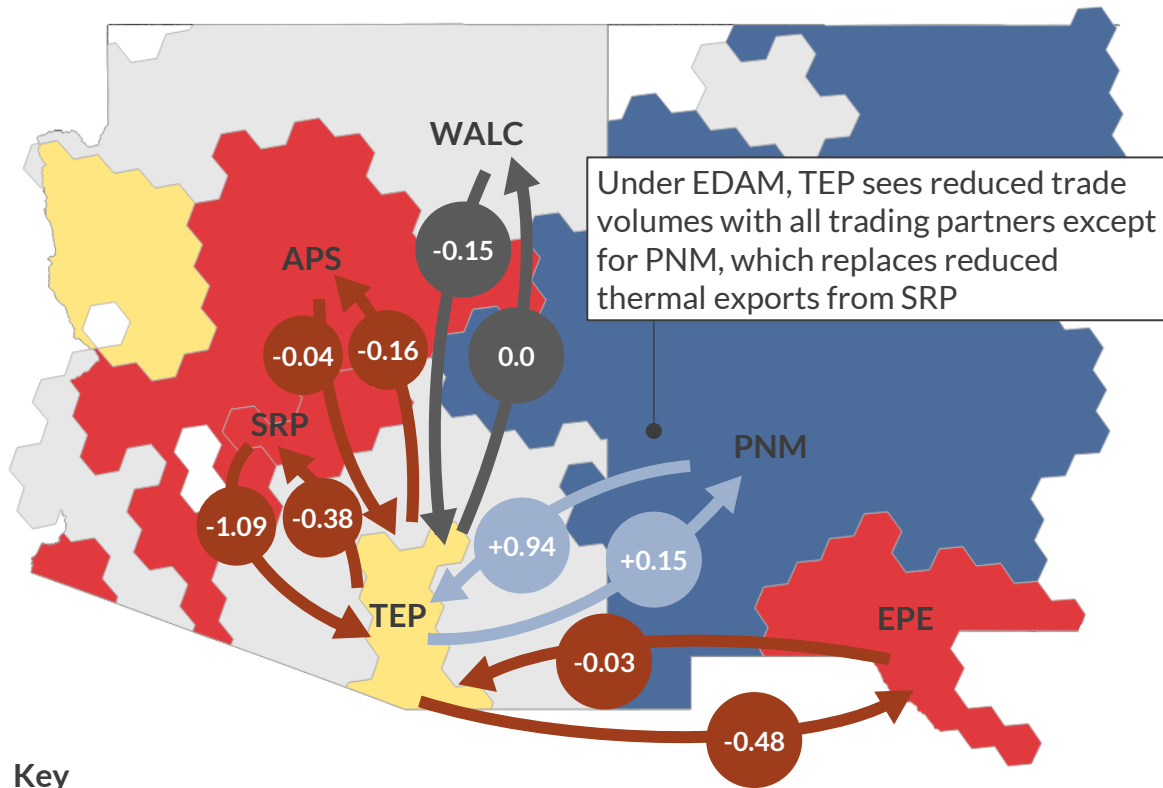 WALC
Under EDAM, TEP sees reduced trade
volumes with all trading partners except
for PNM, which replaces reduced
thermal exports from SRP
-0.15
APS
-0.04
-0.16
0.0
SRP
PNM
-1.09
-0.38
+0.94
+0.15
TEP
EPE
-0.03
-0.48
Key